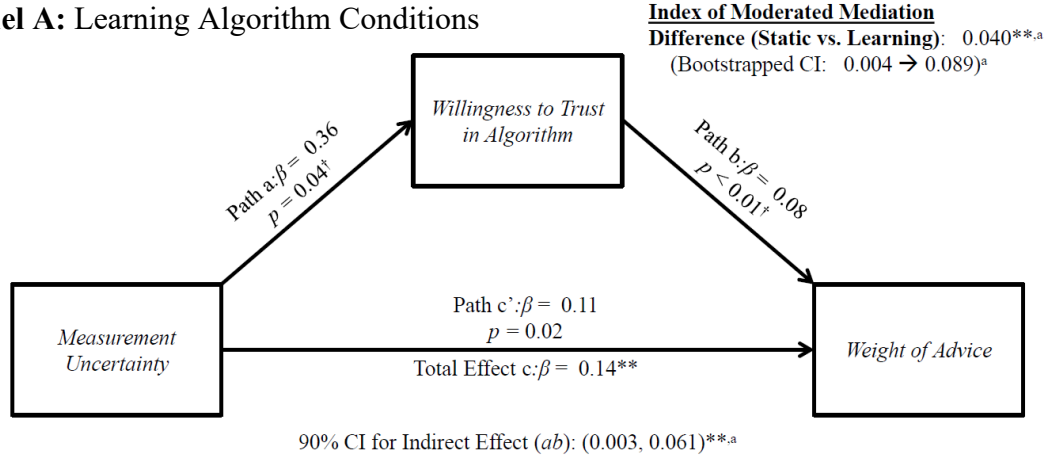 el A: Learning Algorithm Conditions
Index of Moderated Mediation
Difference (Static vs. Learning): 0.040**,a
(Bootstrapped CI: 0.004 → 0.089)a
Willingness to Trust
in Algorithm
Path a:β = 0.36
p = 0.04†
Path b:β = 0.08
p < 0.01†
Measurement
Uncertainty
Path c’:β = 0.11
p = 0.02
Total Effect c:β = 0.14**
Weight of Advice
90% CI for Indirect Effect (ab): (0.003, 0.061)**,a